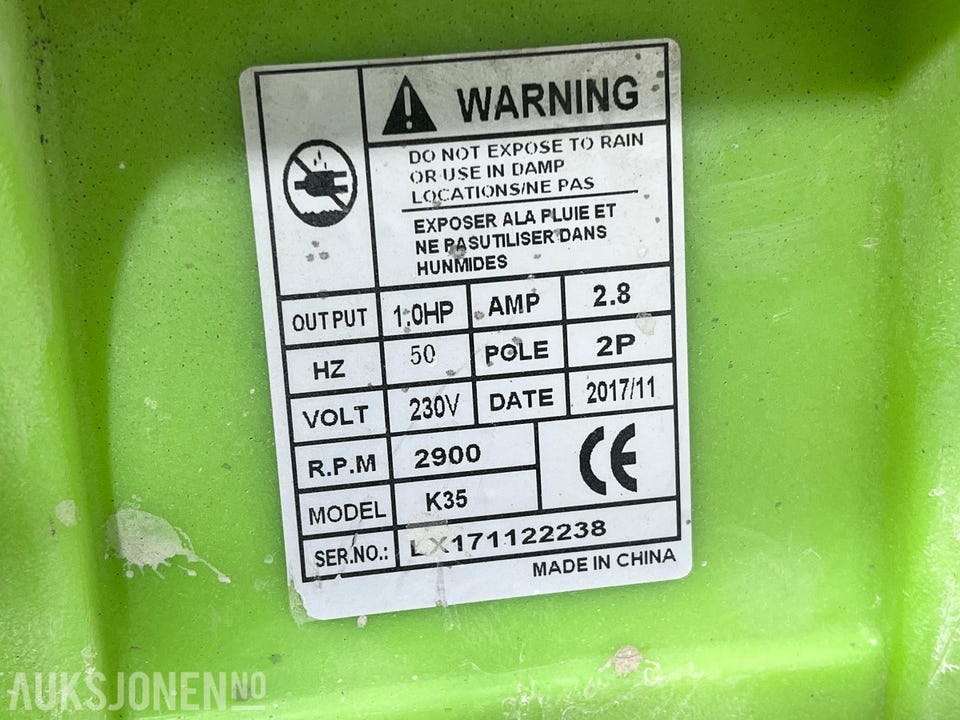 WARNING
DO NOT EXPOSE TO RAIN
OR USE IN DAMP
LOCATIONS/NE PAS
EXPOSER ALA PLUIE ET
NE PASUTILISER DANS
HUNMIDES
OUTPUT 1.0HP AMP 2.8
HZ 50 POLE 2P
VOLT 230V DATE 2017/11
R.P.M 2900
CE
MODEL K35
SER.NO.: LX171122238
MADE IN CHINA
AUKSJONEN.NO